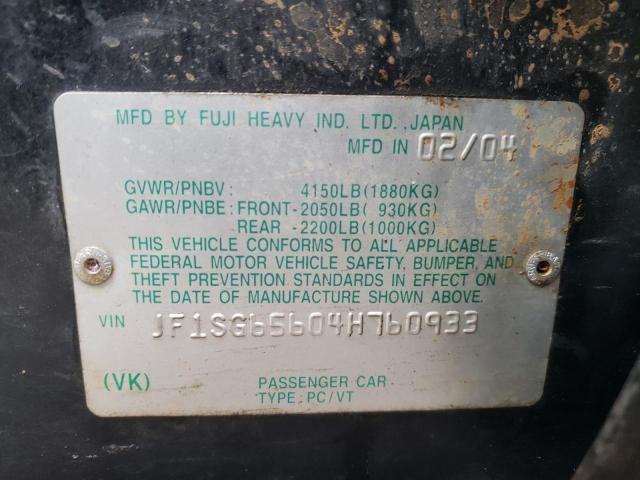 MFD BY FUJI HEAVY IND. LTD., JAPAN
MFD IN 02/04
GVWR/PNBV : 4150LB(1880KG)
GAWR/PNBE : FRONT-2050LB( 930KG)
REAR -2200LB(1000KG)
THIS VEHICLE CONFORMS TO ALL APPLICABLE
FEDERAL MOTOR VEHICLE SAFETY, BUMPER, AND
THEFT PREVENTION STANDARDS IN EFFECT ON
THE DATE OF MANUFACTURE SHOWN ABOVE.
VIN JF1SG65604H760933
(VK) PASSENGER CAR
TYPE: PC/VT